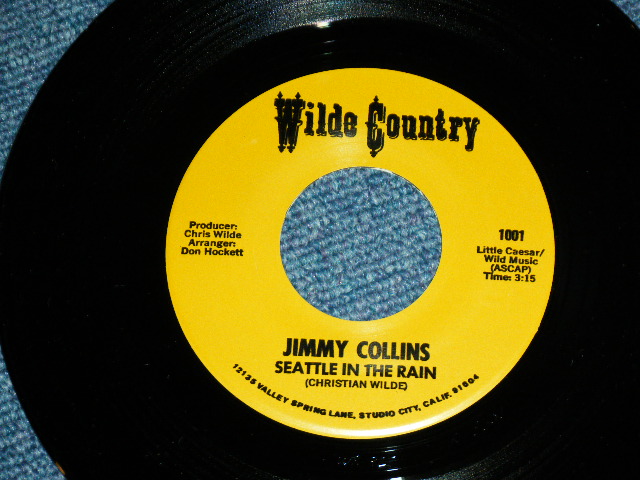 Wilde Country
Producer:
Chris Wilde
Arranger:
Don Hockett
1001
Little Caesar/
Wild Music
(ASCAP)
Time: 3:15
JIMMY COLLINS
SEATTLE IN THE RAIN
(CHRISTIAN WILDE)
12135 VALLEY SPRING LANE, STUDIO CITY, CALIF. 91604